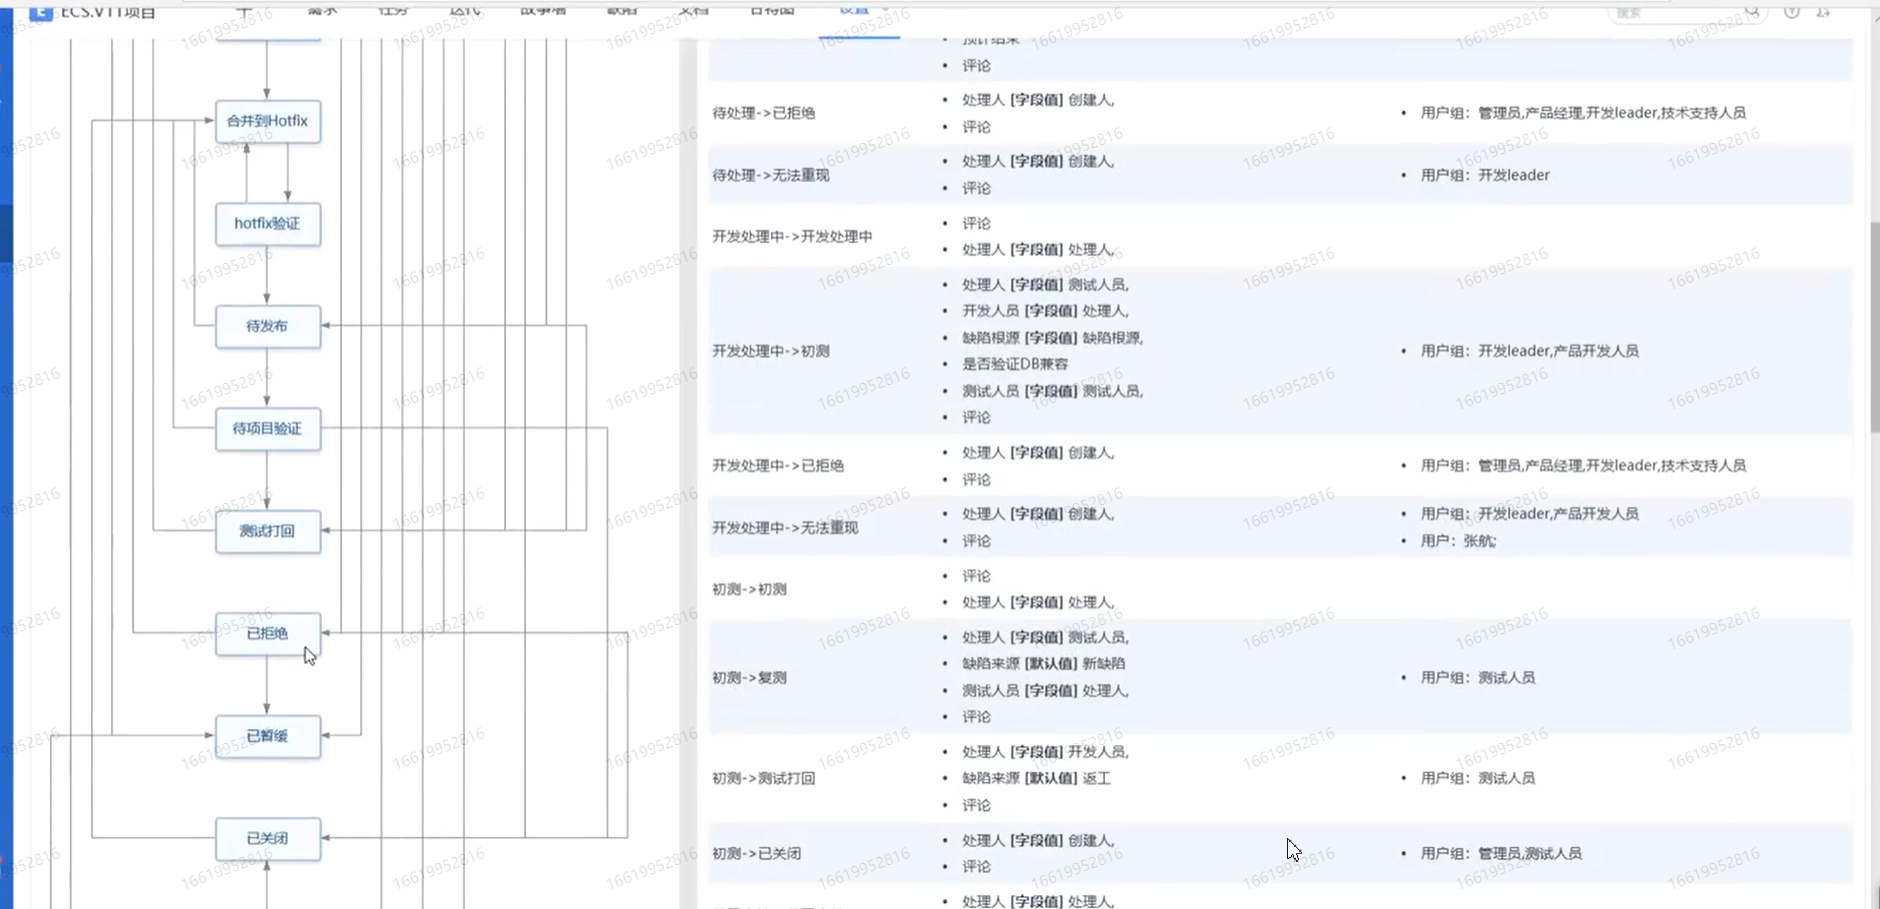 ECS.VTT项目
需求
任务
迭代
故事墙
缺陷
文档
甘特图
设置
搜索
合并到Hotfix
hotfix验证
待发布
待项目验证
测试打回
已拒绝
已暂缓
已关闭
预计结果
评论
待处理->已拒绝
处理人 [字段值] 创建人,
评论
用户组：管理员,产品经理,开发leader,技术支持人员
待处理->无法重现
处理人 [字段值] 创建人,
评论
用户组：开发leader
开发处理中->开发处理中
评论
处理人 [字段值] 处理人,
开发处理中->初测
处理人 [字段值] 测试人员,
开发人员 [字段值] 处理人,
缺陷根源 [字段值] 缺陷根源,
是否验证DB兼容
测试人员 [字段值] 测试人员,
评论
用户组：开发leader,产品开发人员
开发处理中->已拒绝
处理人 [字段值] 创建人,
评论
用户组：管理员,产品经理,开发leader,技术支持人员
开发处理中->无法重现
处理人 [字段值] 创建人,
评论
用户组：开发leader,产品开发人员
用户：张航;
初测->初测
评论
处理人 [字段值] 处理人,
初测->复测
处理人 [字段值] 测试人员,
缺陷来源 [默认值] 新缺陷
测试人员 [字段值] 处理人,
评论
用户组：测试人员
初测->测试打回
处理人 [字段值] 开发人员,
缺陷来源 [默认值] 返工
评论
用户组：测试人员
初测->已关闭
处理人 [字段值] 创建人,
评论
用户组：管理员,测试人员
处理人 [字段值] 处理人,
16619952816